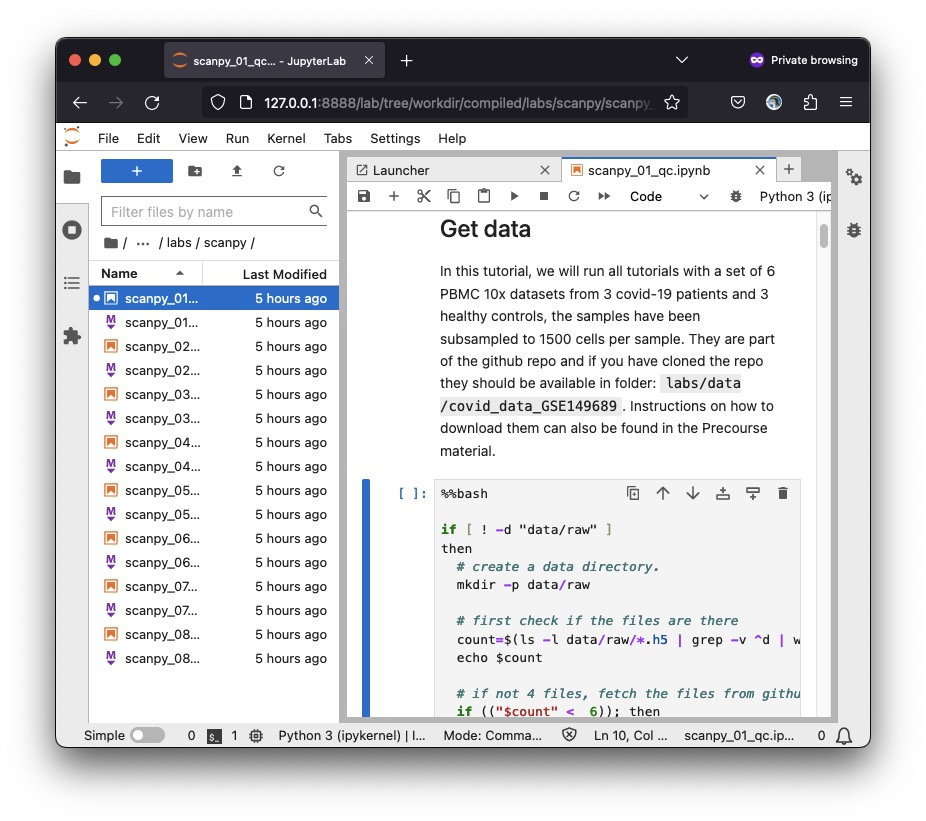 scanpy_01_qc... - JupyterLab
Private browsing
127.0.0.1:8888/lab/tree/workdir/compiled/labs/scanpy/scanpy_
File Edit View Run Kernel Tabs Settings Help
Filter files by name
/ ... / labs / scanpy /
Name Last Modified
scanpy_01... 5 hours ago
scanpy_01... 5 hours ago
scanpy_02... 5 hours ago
scanpy_02... 5 hours ago
scanpy_03... 5 hours ago
scanpy_03... 5 hours ago
scanpy_04... 5 hours ago
scanpy_04... 5 hours ago
scanpy_05... 5 hours ago
scanpy_05... 5 hours ago
scanpy_06... 5 hours ago
scanpy_06... 5 hours ago
scanpy_07... 5 hours ago
scanpy_07... 5 hours ago
scanpy_08... 5 hours ago
scanpy_08... 5 hours ago
Launcher
scanpy_01_qc.ipynb
Code
Python 3 (ip
Get data
In this tutorial, we will run all tutorials with a set of 6
PBMC 10x datasets from 3 covid-19 patients and 3
healthy controls, the samples have been
subsampled to 1500 cells per sample. They are part
of the github repo and if you have cloned the repo
they should be available in folder: labs/data
/covid_data_GSE149689 . Instructions on how to
download them can also be found in the Precourse
material.
[ ]:
%%bash
if [ ! -d "data/raw" ]
then
# create a data directory.
mkdir -p data/raw
# first check if the files are there
count=$(ls -l data/raw/*.h5 | grep -v ^d | w
echo $count
# if not 4 files, fetch the files from githu
if (("$count" < 6)); then
Simple 0 $_ 1 Python 3 (ipykernel) | I... Mode: Comma... Ln 10, Col ... scanpy_01_qc.ip... 0